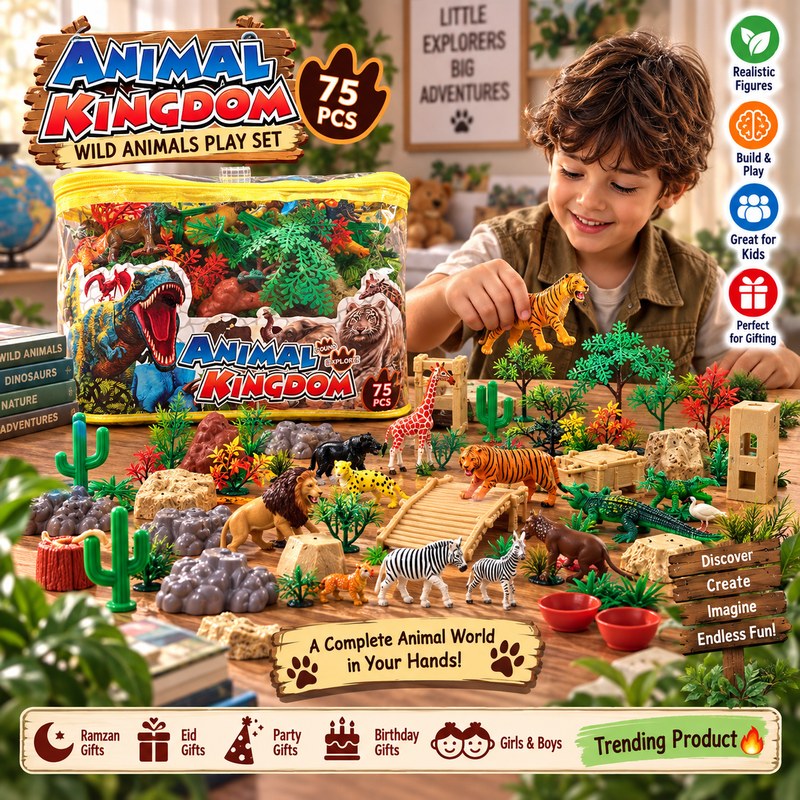 ANIMAL
KINGDOM
WILD ANIMALS PLAY SET
75
PCS
LITTLE
EXPLORERS
BIG
ADVENTURES
Realistic
Figures
Build &
Play
Great for
Kids
Perfect
for Gifting
WILD ANIMALS
DINOSAURS
NATURE
ADVENTURES
ANIMAL
KINGDOM
EXPLORE
75
PCS
Discover
Create
Imagine
Endless Fun!
A Complete Animal World
in Your Hands!
Ramzan
Gifts
Eid
Gifts
Party
Gifts
Birthday
Gifts
Girls & Boys
Trending Product